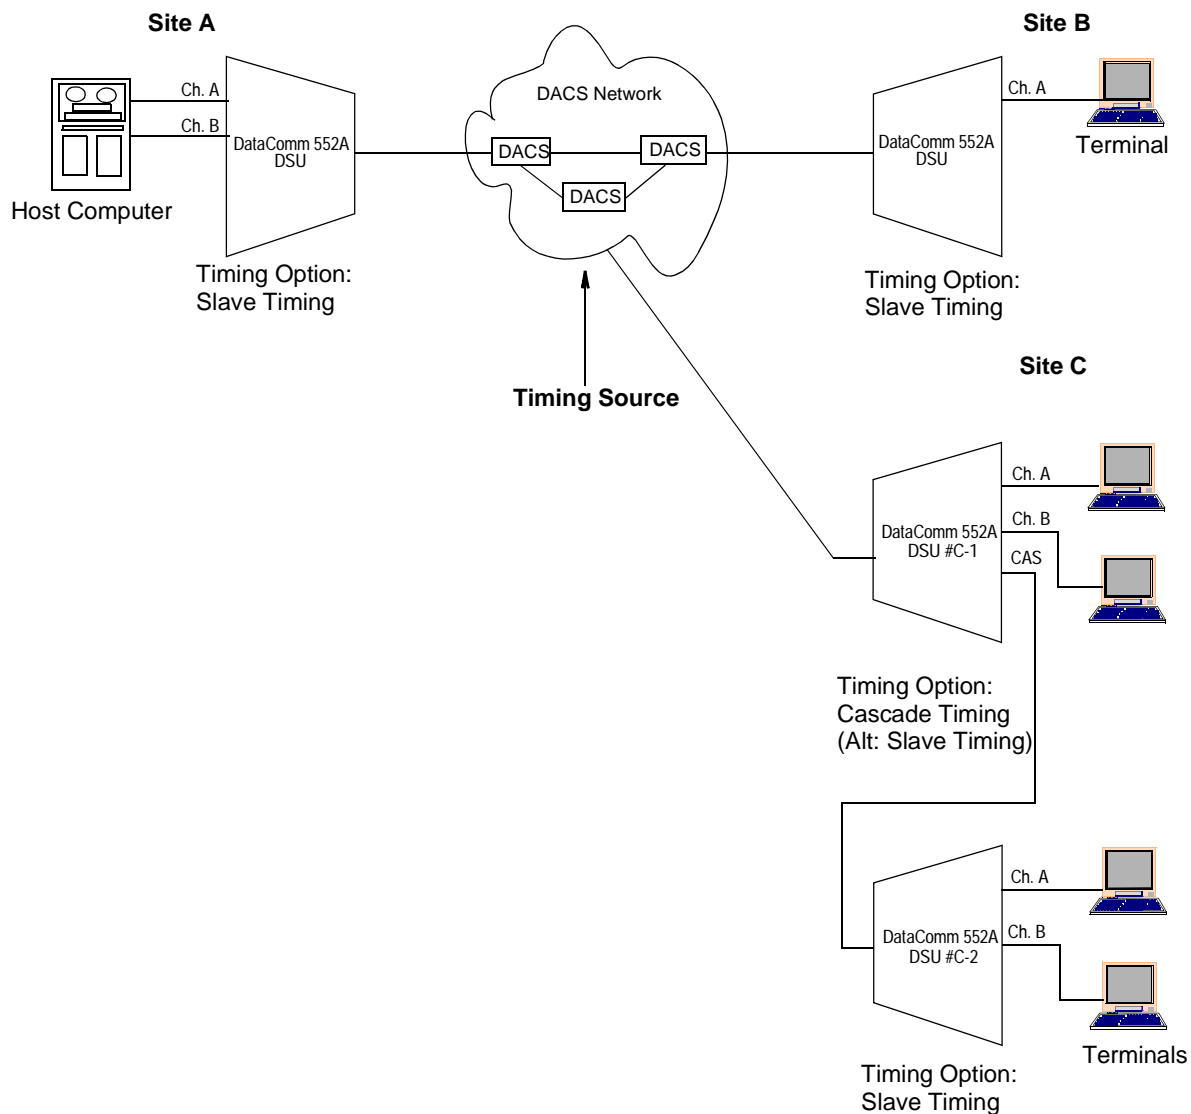 Site A
Site B
Ch. A
Ch. B
DataComm 552A
DSU
Host Computer
Timing Option:
Slave Timing
DACS Network
DACS
DACS
DACS
Timing Source
DataComm 552A
DSU
Ch. A
Terminal
Timing Option:
Slave Timing
Site C
DataComm 552A
DSU #C-1
Ch. A
Ch. B
CAS
Timing Option:
Cascade Timing
(Alt: Slave Timing)
DataComm 552A
DSU #C-2
Ch. A
Ch. B
Terminals
Timing Option:
Slave Timing